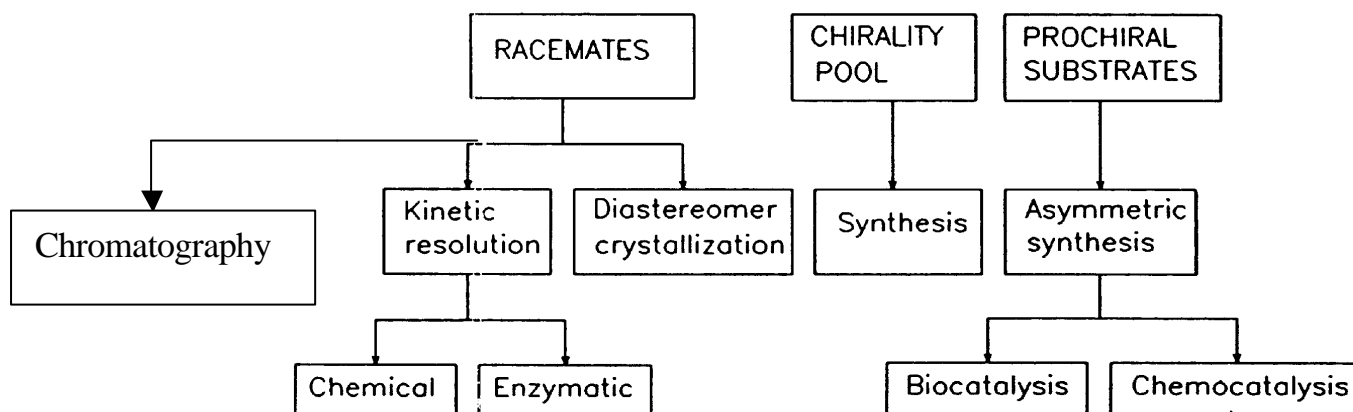 RACEMATES
CHIRALITY
POOL
PROCHIRAL
SUBSTRATES
Chromatography
Kinetic
resolution
Diastereomer
crystallization
Synthesis
Asymmetric
synthesis
Chemical
Enzymatic
Biocatalysis
Chemocatalysis